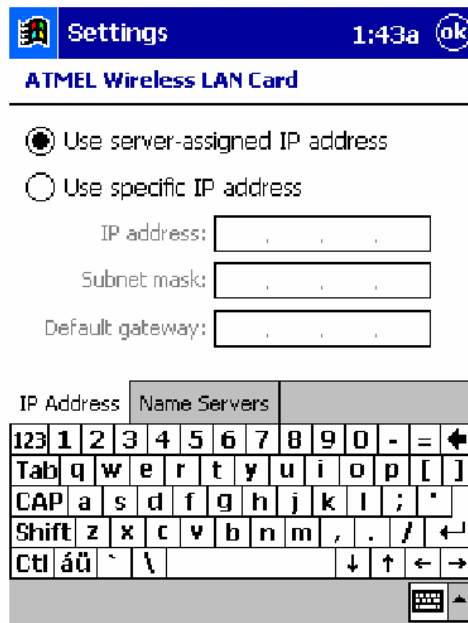 Settings 1:43a ok
ATMEL Wireless LAN Card
Use server-assigned IP address
Use specific IP address
IP address: . . .
Subnet mask: . . .
Default gateway: . . .
IP Address Name Servers
123 1 2 3 4 5 6 7 8 9 0 - = 🡄
Tab q w e r t y u i o p [ ]
CAP a s d f g h j k l ; '
Shift z x c v b n m , . / ↵
Ctl áü ` \ ↓ ↑ ← →